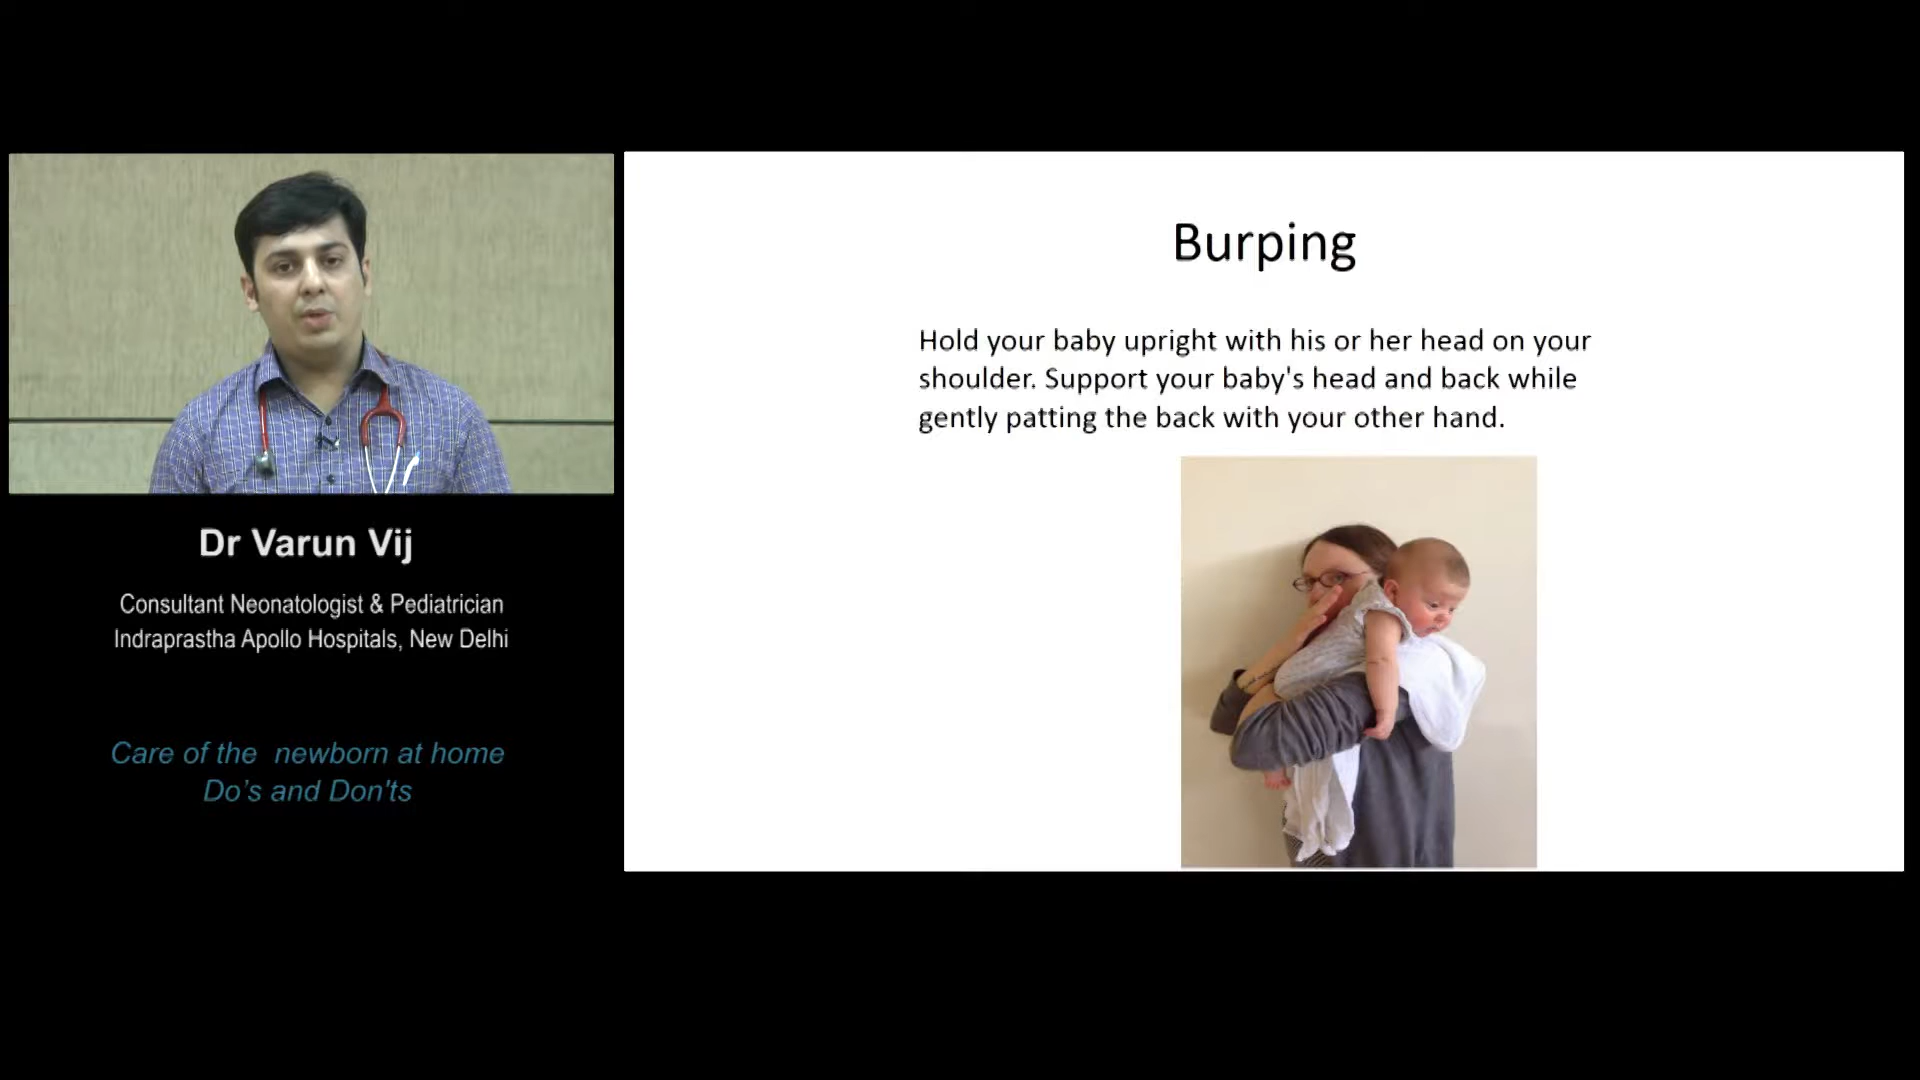 Dr Varun Vij
Consultant Neonatologist & Pediatrician
Indraprastha Apollo Hospitals, New Delhi
Care of the newborn at home
Do’s and Don'ts
Burping
Hold your baby upright with his or her head on your
shoulder. Support your baby's head and back while
gently patting the back with your other hand.